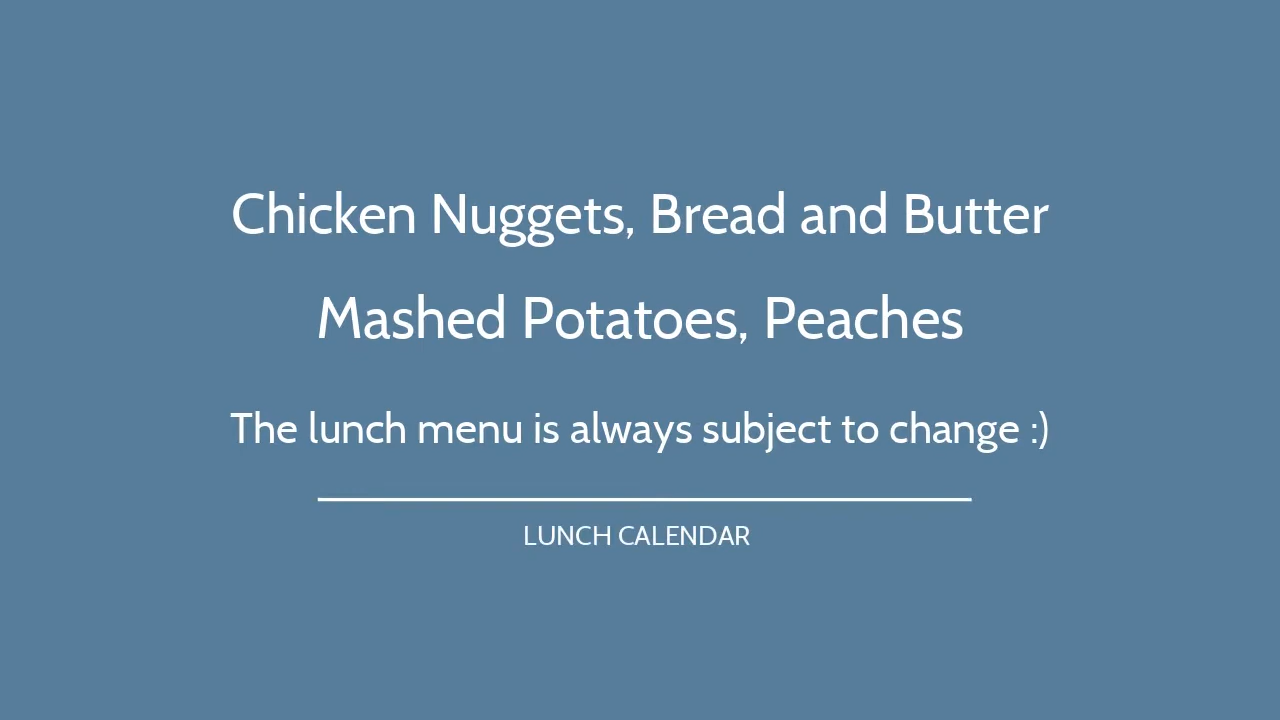 Chicken Nuggets, Bread and Butter
Mashed Potatoes, Peaches
The lunch menu is always subject to change :)
LUNCH CALENDAR